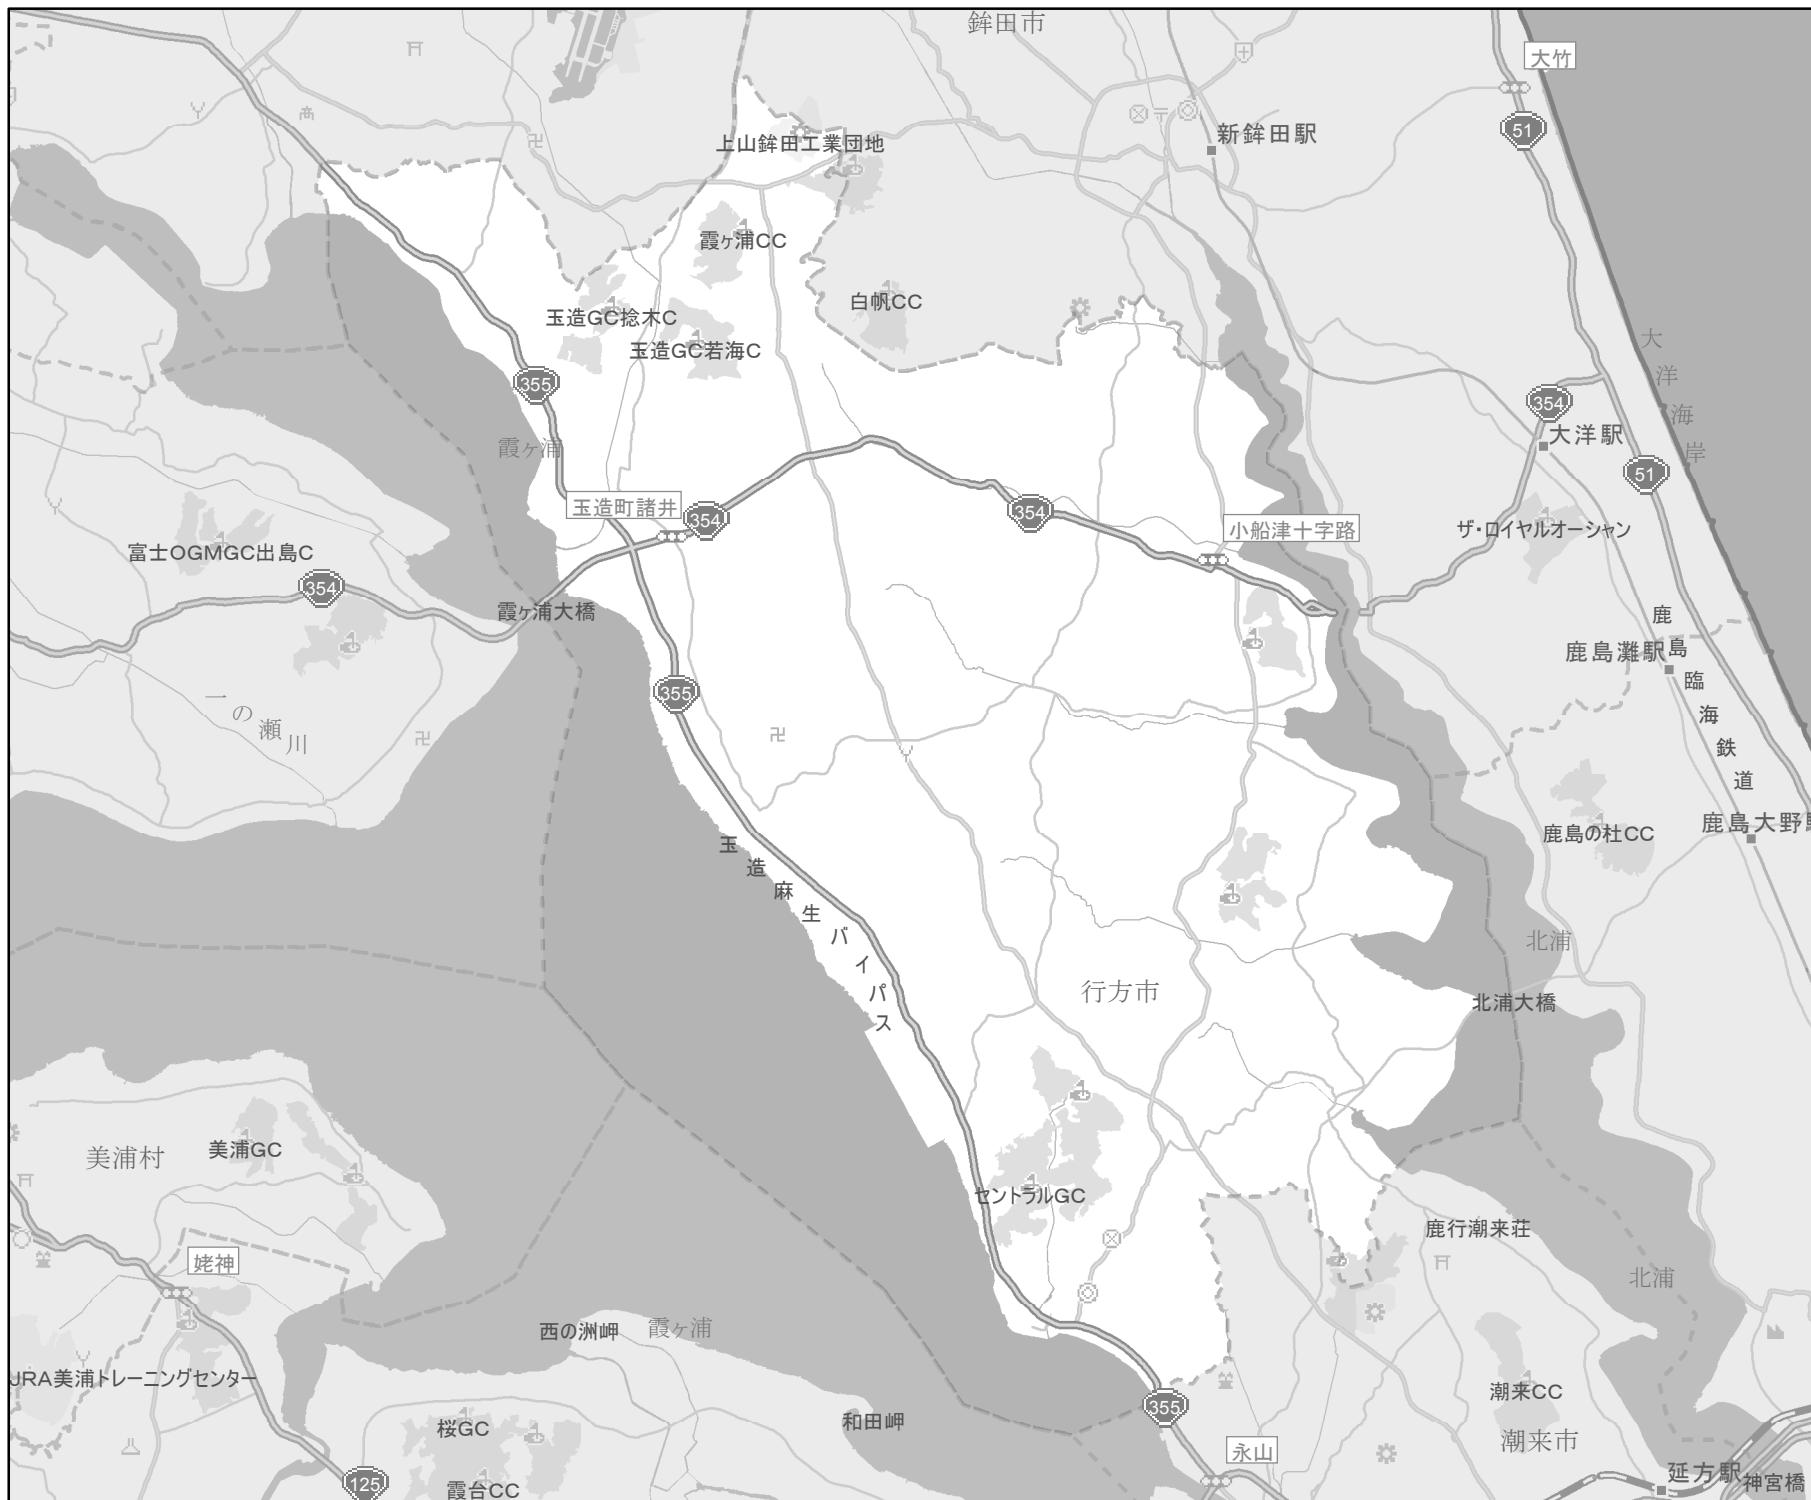 鉾田市
大竹
51
新鉾田駅
上山鉾田工業団地
霞ヶ浦CC
白帆CC
玉造GC捻木C
玉造GC若海C
大洋海岸
355
354
大洋駅
霞ヶ浦
51
玉造町諸井
354
354
小船津十字路
ザ・ロイヤルオーシャン
富士OGMGC出島C
354
霞ヶ浦大橋
鹿島臨海鉄道
鹿島灘駅
355
一の瀬川
玉造麻生バイパス
鹿島の杜CC
鹿島大野駅
北浦
行方市
北浦大橋
美浦村
美浦GC
セントラルGC
鹿行潮来荘
姥神
北浦
西の洲岬
霞ヶ浦
JRA美浦トレーニングセンター
潮来CC
355
和田岬
桜GC
潮来市
永山
延方駅
神宮橋
125
霞台CC